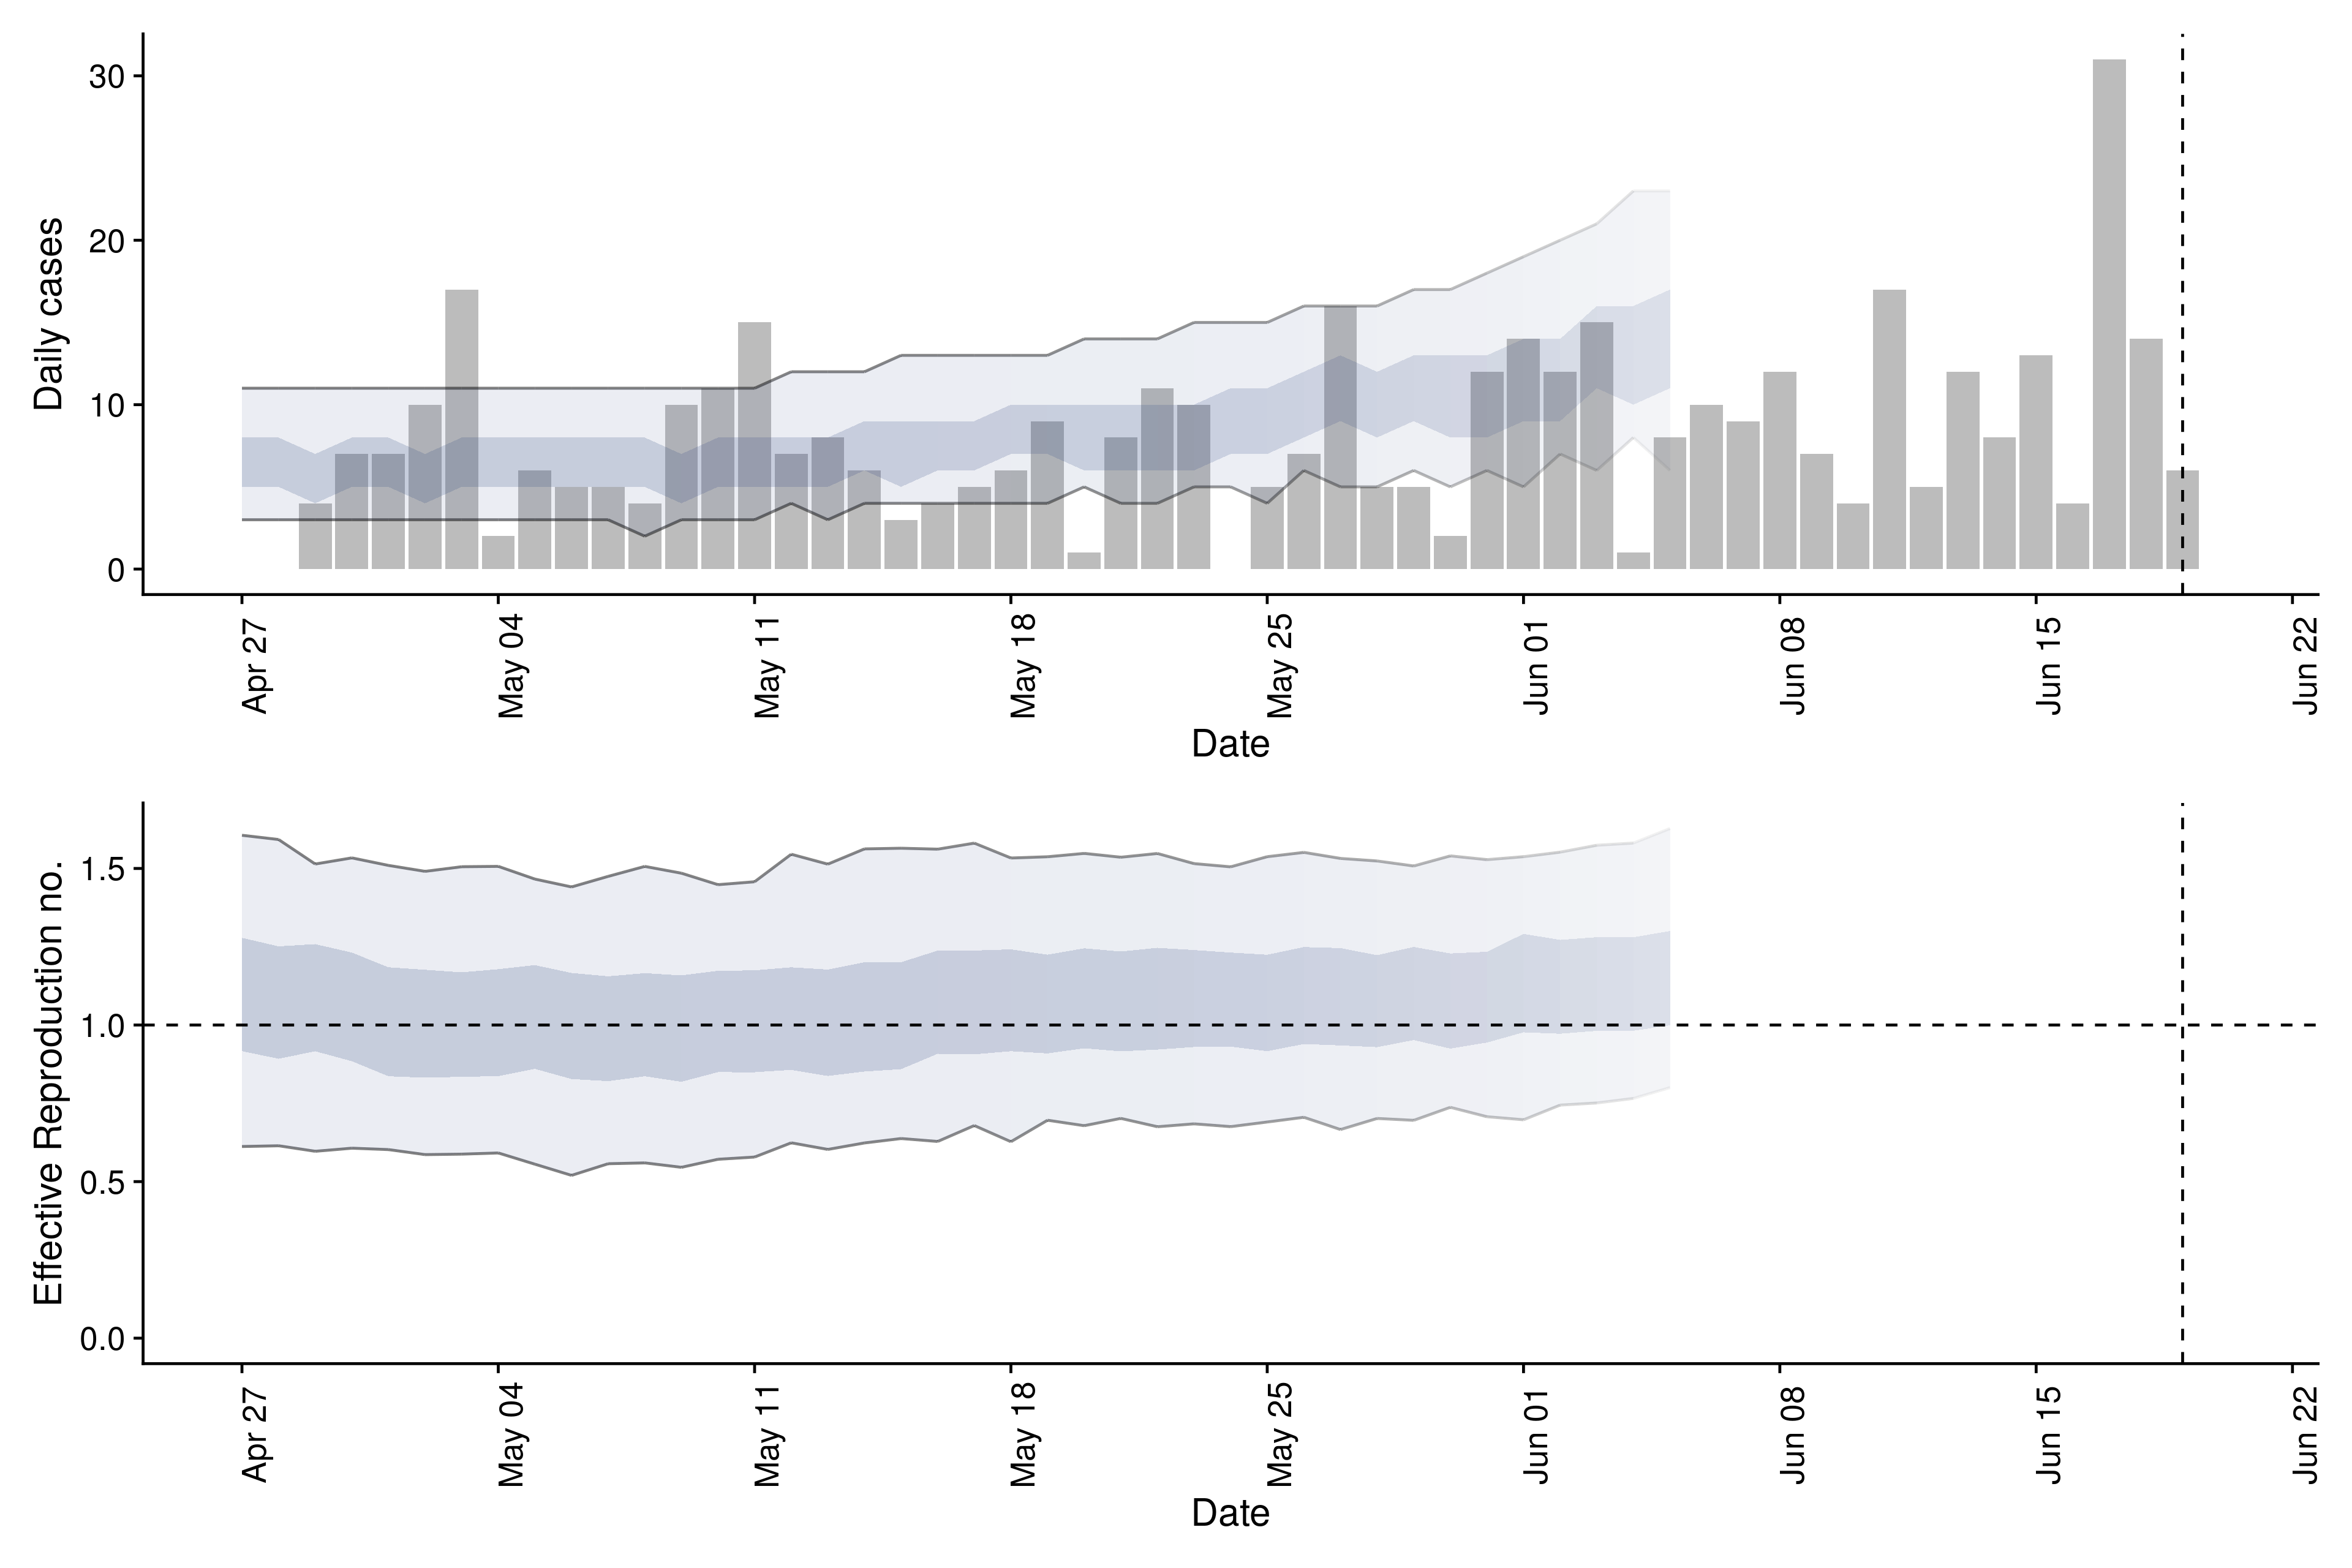 Daily cases
30
20
10
0
Apr 27
May 04
May 11
May 18
May 25
Jun 01
Jun 08
Jun 15
Jun 22
Date
Effective Reproduction no.
1.5
1.0
0.5
0.0
Apr 27
May 04
May 11
May 18
May 25
Jun 01
Jun 08
Jun 15
Jun 22
Date